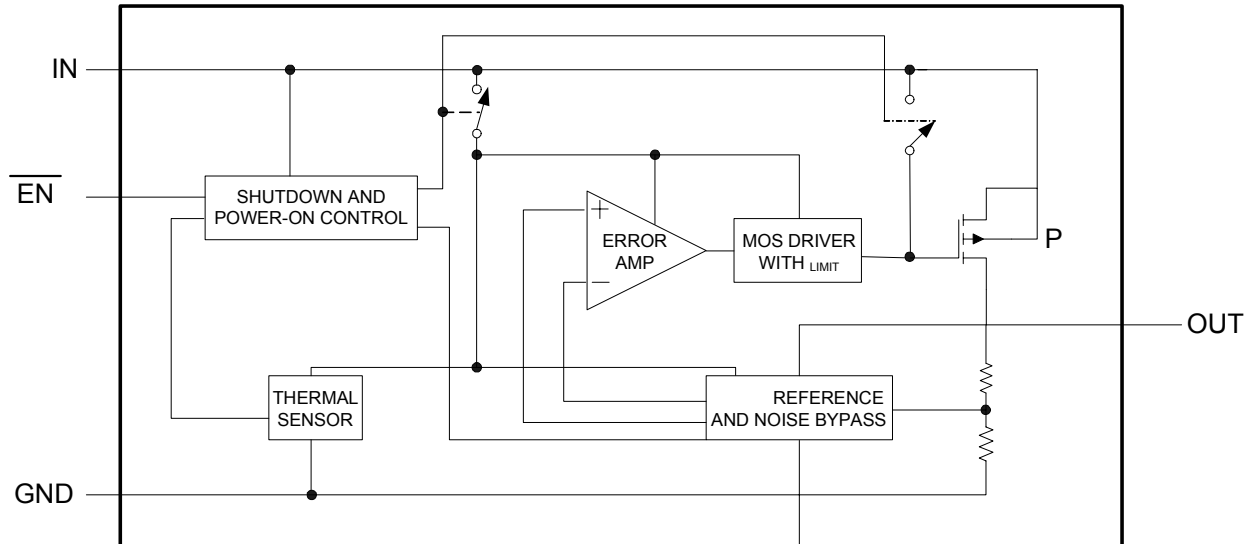 IN
EN
SHUTDOWN AND
POWER-ON CONTROL
+
ERROR
AMP
−
MOS DRIVER
WITH LIMIT
P
OUT
THERMAL
SENSOR
REFERENCE
AND NOISE BYPASS
GND